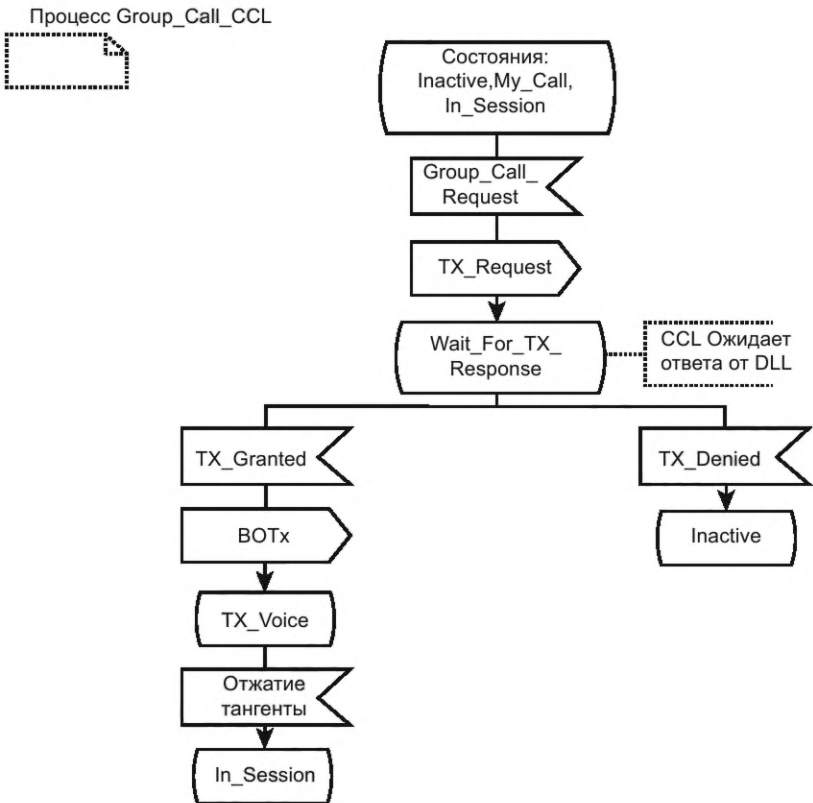 Процесс Group_Call_CCL
Состояния:
Inactive,My_Call,
In_Session
Group_Call_
Request
TX_Request
Wait_For_TX_
Response
CCL Ожидает
ответа от DLL
TX_Granted
TX_Denied
BOTx
Inactive
TX_Voice
Отжатие
тангенты
In_Session